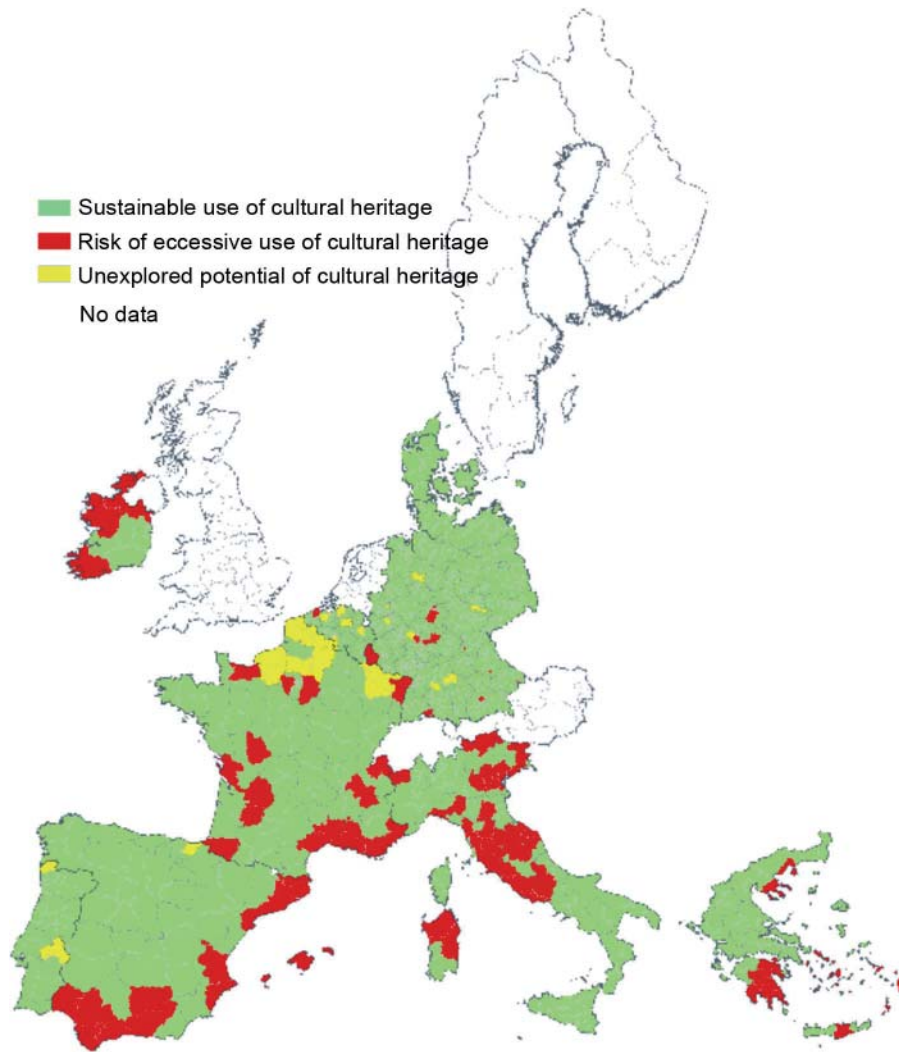 Sustainable use of cultural heritage
Risk of eccessive use of cultural heritage
Unexplored potential of cultural heritage
No data